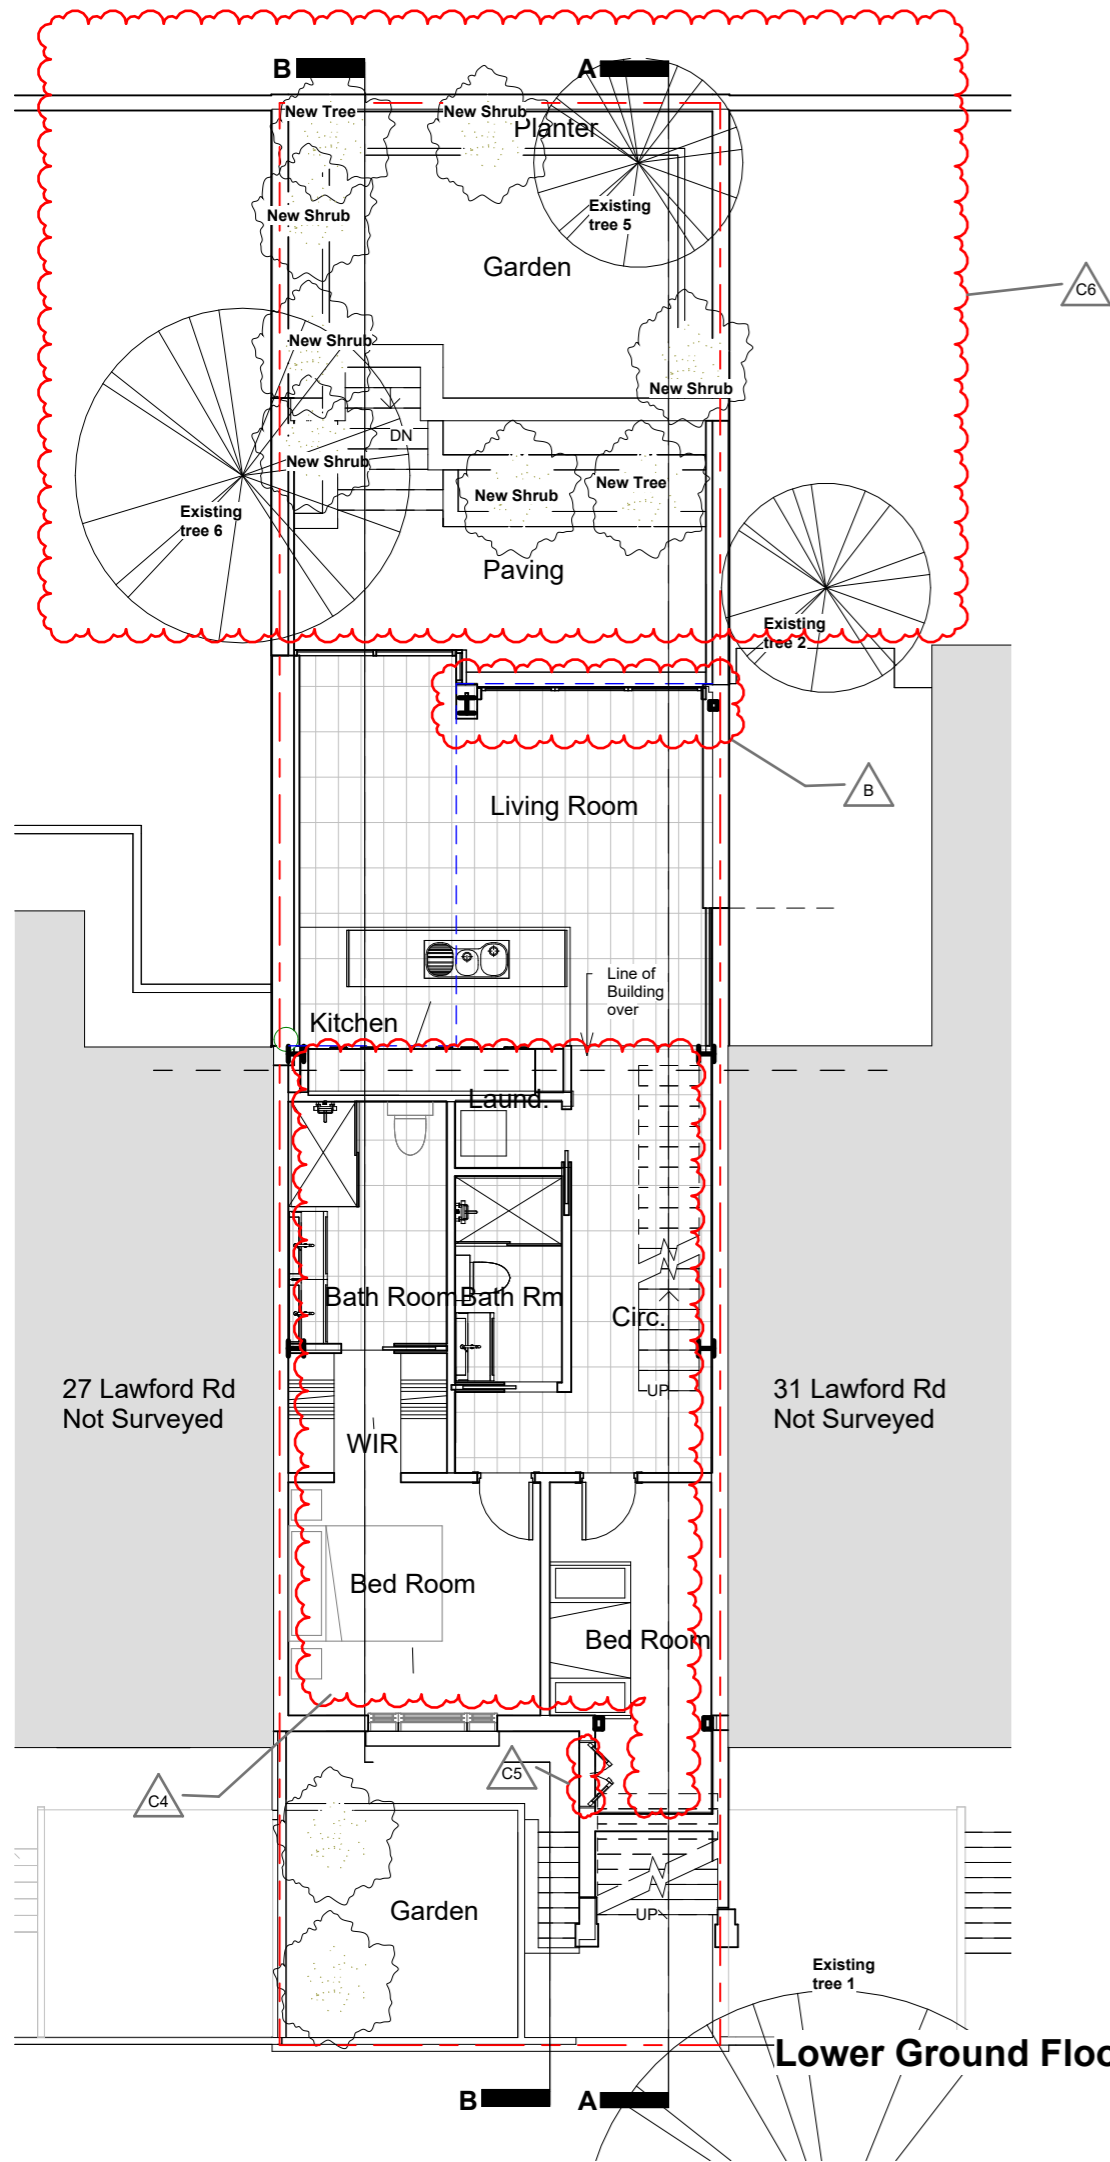 B
A
New Tree
New Shrub
Planter
New Shrub
Existing
tree 5
Garden
C6
New Shrub
New Shrub
DN
New Shrub
New Shrub
New Tree
Existing
tree 6
Paving
Existing
tree 2
B
Living Room
Line of
Building
over
Kitchen
Laund.
Bath Room
Bath Rm
Circ.
27 Lawford Rd
Not Surveyed
UP
31 Lawford Rd
Not Surveyed
WIR
Bed Room
Bed Room
C5
C4
Garden
UP
Existing
tree 1
Lower Ground Floo
B
A